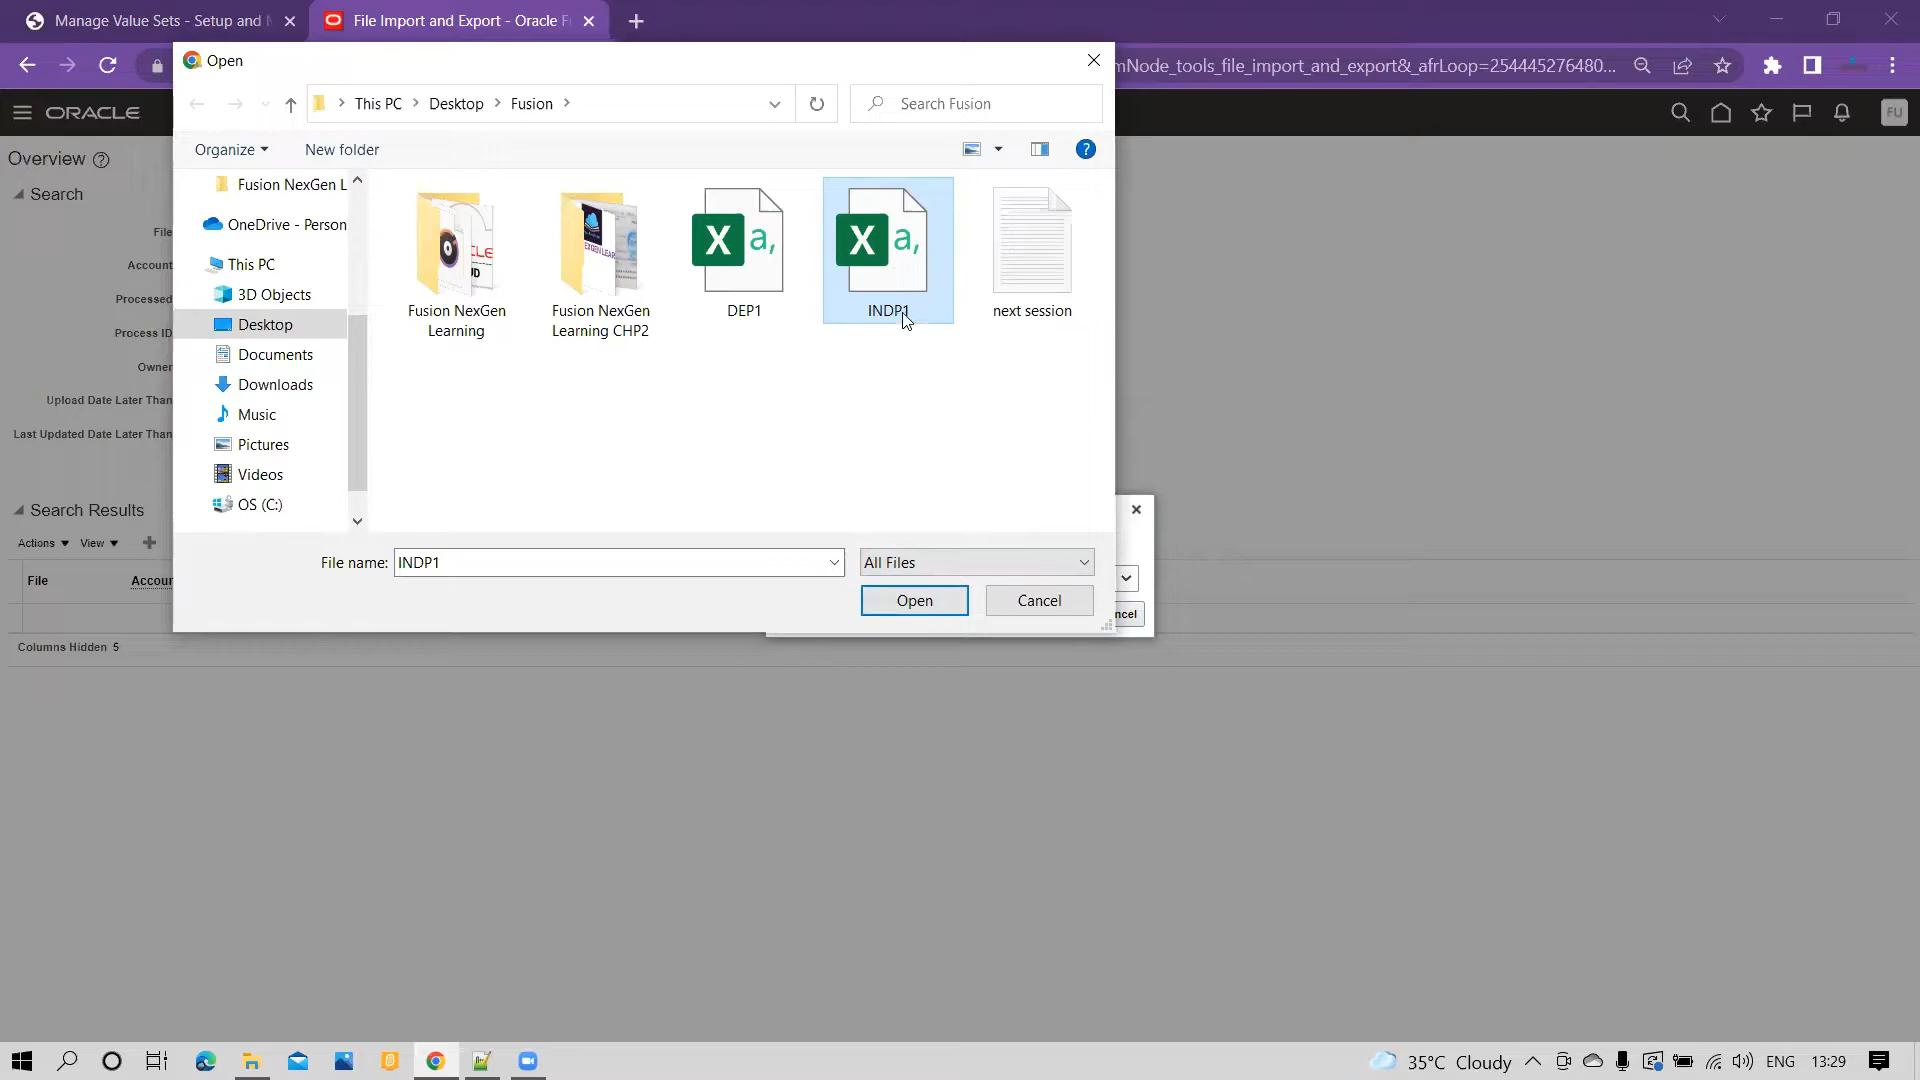 Manage Value Sets - Setup and
File Import and Export - Oracle F
Open
mNode_tools_file_import_and_export&_afrLoop=254445276480...
This PC
Desktop
Fusion
Search Fusion
ORACLE
FU
Overview
Organize
New folder
Search
File
Account
Processed
Process ID
Owner
Upload Date Later Than
Last Updated Date Later Than
Fusion NexGen L
OneDrive - Person
This PC
3D Objects
Desktop
Documents
Downloads
Music
Pictures
Videos
OS (C:)
Fusion NexGen
Learning
Fusion NexGen
Learning CHP2
DEP1
INDP1
next session
Search Results
Actions
View
File
Accour
Columns Hidden 5
File name:
INDP1
All Files
Open
Cancel
ncel
35°C Cloudy
ENG
13:29